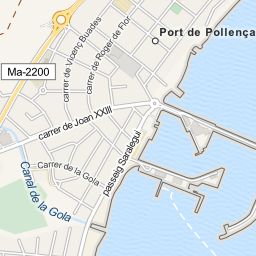 carrer de Vicenç Buades
carrer de Roger de Flor
Port de Pollença
Ma-2200
carrer de Joan XXIII
passeig Saralegui
Carrer de la Gola
Canal de la Gola